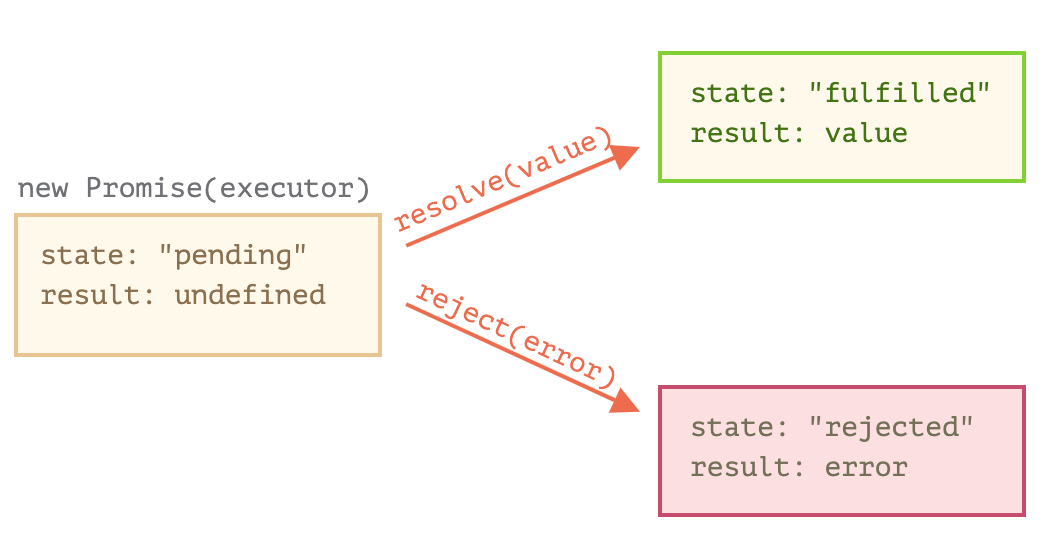 new Promise(executor)
state: "pending"
result: undefined
resolve(value)
reject(error)
state: "fulfilled"
result: value
state: "rejected"
result: error